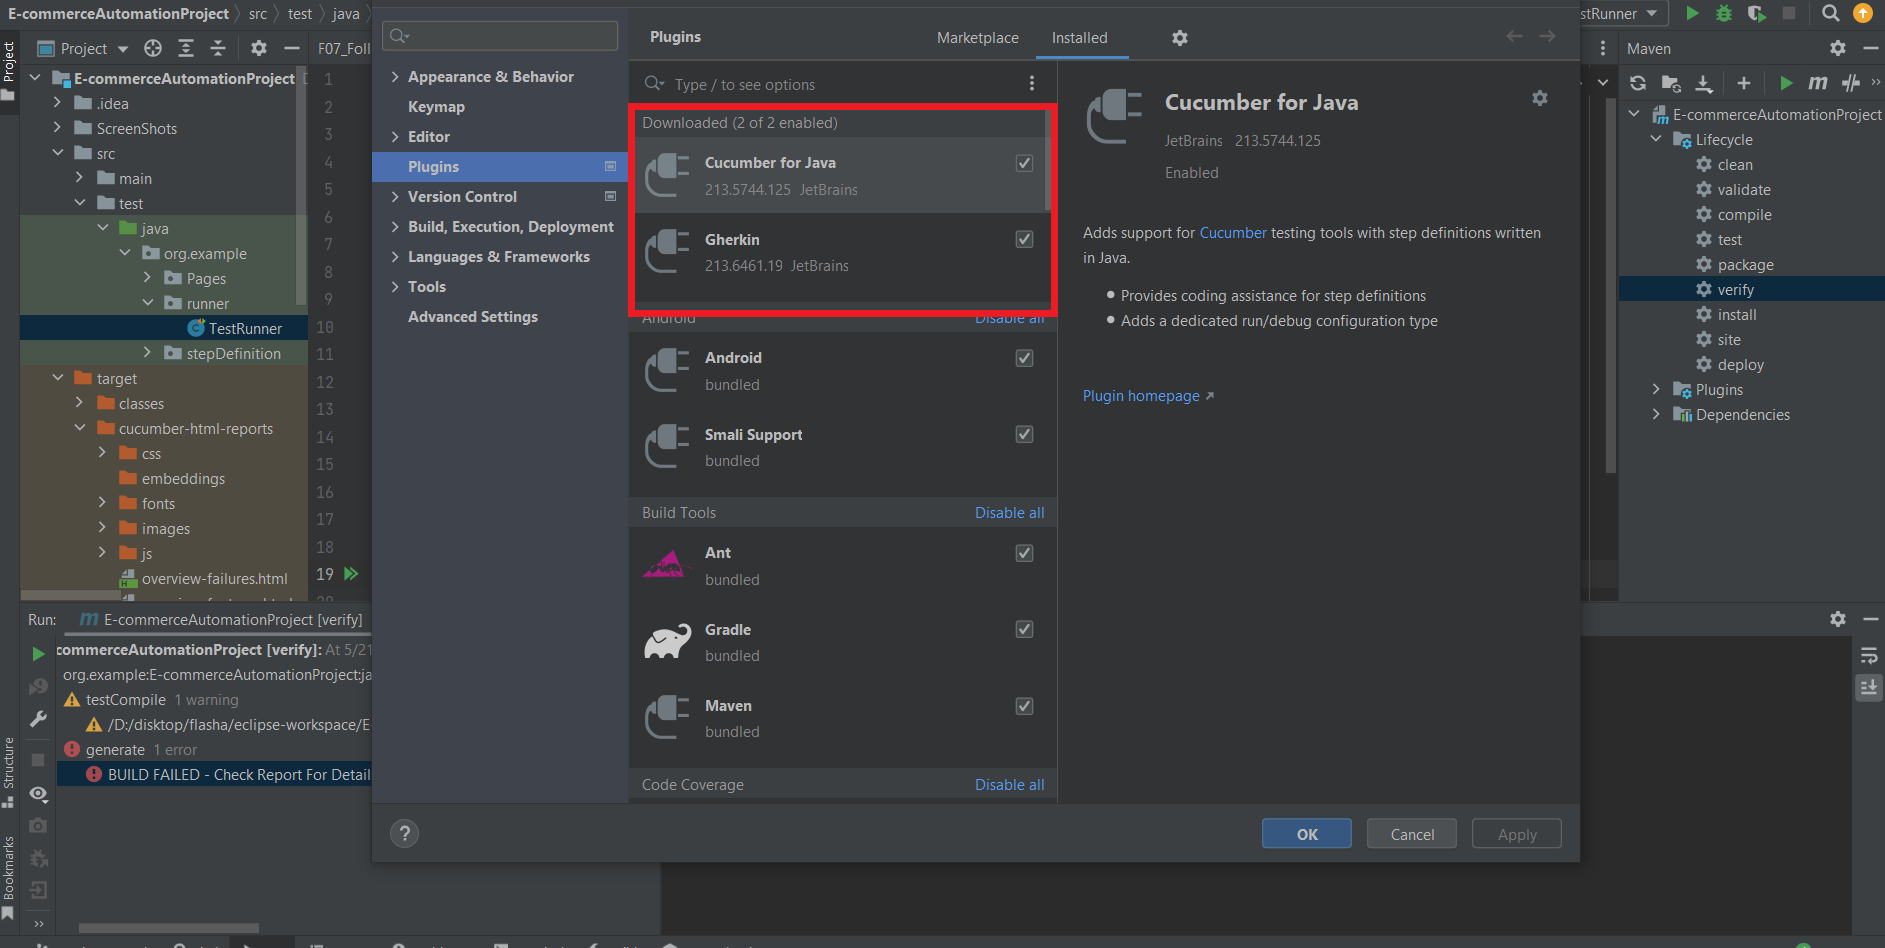 E-commerceAutomationProject src test java
Project
F07_Foll
Project
E-commerceAutomationProject
.idea
ScreenShots
src
main
test
java
org.example
Pages
runner
TestRunner
stepDefinition
target
classes
cucumber-html-reports
css
embeddings
fonts
images
js
overview-failures.html
1
2
3
4
5
6
7
8
9
10
11
12
13
14
15
16
17
18
19
Appearance & Behavior
Keymap
Editor
Plugins
Version Control
Build, Execution, Deployment
Languages & Frameworks
Tools
Advanced Settings
Plugins Marketplace Installed
Type / to see options
Downloaded (2 of 2 enabled)
Cucumber for Java
213.5744.125 JetBrains
Gherkin
213.6461.19 JetBrains
Android Disable all
Android
bundled
Smali Support
bundled
Build Tools Disable all
Ant
bundled
Gradle
bundled
Maven
bundled
Code Coverage Disable all
Cucumber for Java
JetBrains 213.5744.125
Enabled
Adds support for Cucumber testing tools with step definitions written
in Java.
Provides coding assistance for step definitions
Adds a dedicated run/debug configuration type
Plugin homepage
? OK Cancel Apply
stRunner
Maven
E-commerceAutomationProject
Lifecycle
clean
validate
compile
test
package
verify
install
site
deploy
Plugins
Dependencies
Run: E-commerceAutomationProject [verify]
commerceAutomationProject [verify]: At 5/21
org.example:E-commerceAutomationProject:ja
testCompile 1 warning
/D:/disktop/flasha/eclipse-workspace/E-
generate 1 error
BUILD FAILED - Check Report For Detail
Structure
Bookmarks